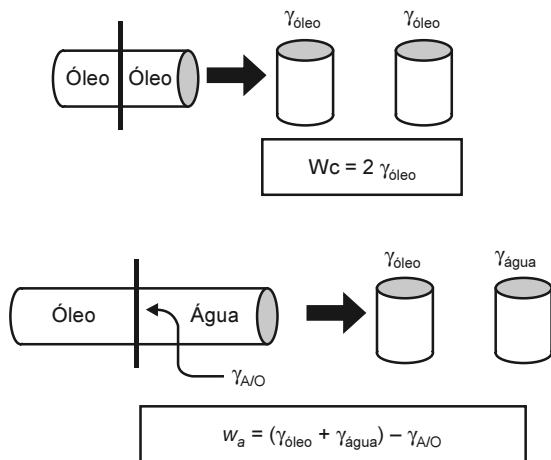 γóleo γóleo
Óleo Óleo
Wc = 2 γóleo
γóleo γágua
Óleo Água
γA/O
wa = (γóleo + γágua) – γA/O